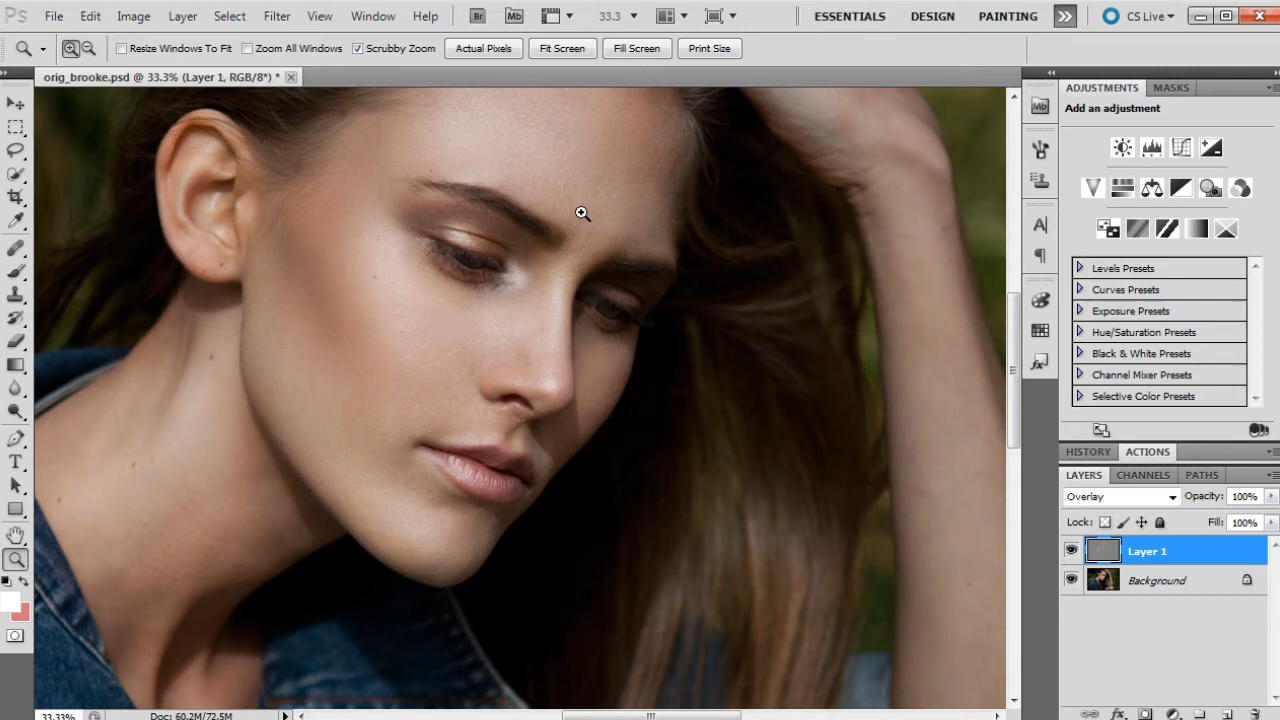 Ps File Edit Image Layer Select Filter View Window Help Br Mb 33.3 ESSENTIALS DESIGN PAINTING CS Live
Resize Windows To Fit Zoom All Windows Scrubby Zoom Actual Pixels Fit Screen Fill Screen Print Size
orig_brooke.psd @ 33.3% (Layer 1, RGB/8*) *
ADJUSTMENTS MASKS
Add an adjustment
Levels Presets
Curves Presets
Exposure Presets
Hue/Saturation Presets
Black & White Presets
Channel Mixer Presets
Selective Color Presets
HISTORY ACTIONS
LAYERS CHANNELS PATHS
Overlay Opacity: 100%
Lock: Fill: 100%
Layer 1
Background
33.33% Doc: 60.2M/72.5M